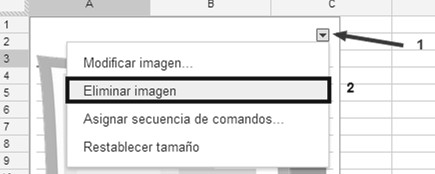 A B C
1
2
3
4
5
6
7
8
9
1
Modificar imagen...
Eliminar imagen
2
Asignar secuencia de comandos...
Restablecer tamaño